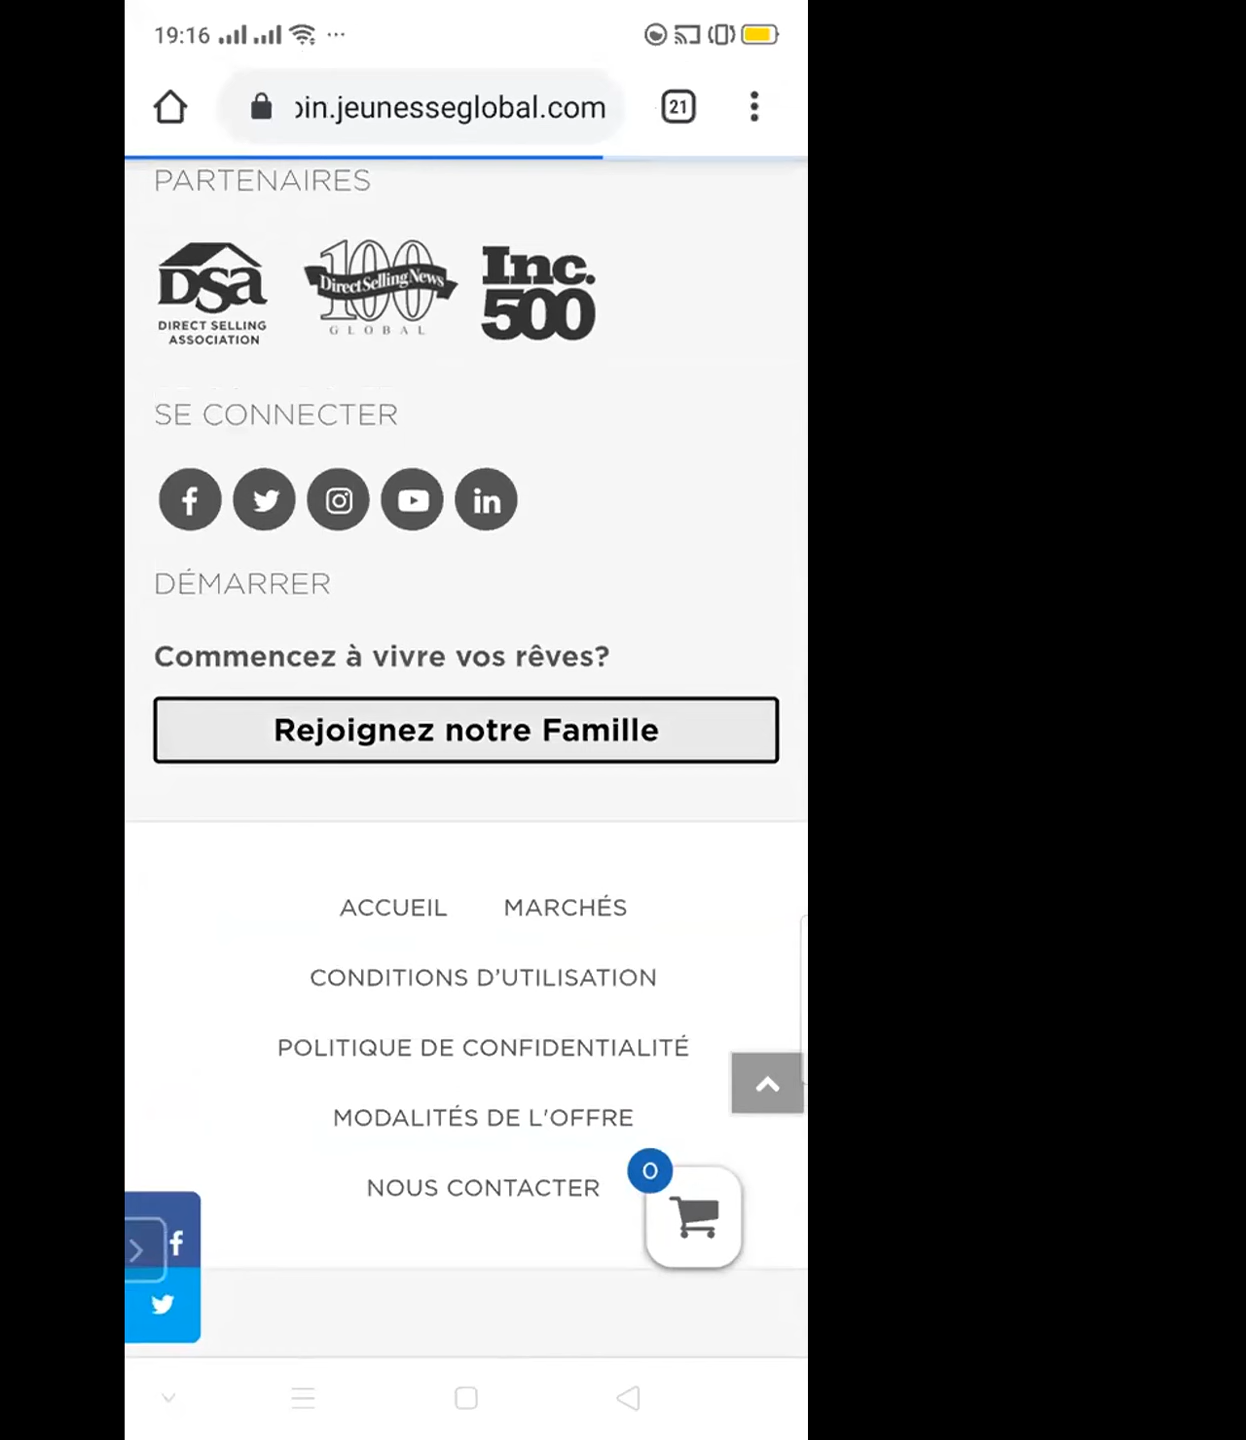 19:16
oin.jeunesseglobal.com
21
PARTENAIRES
DSa
DIRECT SELLING
ASSOCIATION
100
Direct Selling News
GLOBAL
Inc.
500
SE CONNECTER
DÉMARRER
Commencez à vivre vos rêves?
Rejoignez notre Famille
ACCUEIL MARCHÉS
CONDITIONS D’UTILISATION
POLITIQUE DE CONFIDENTIALITÉ
MODALITÉS DE L'OFFRE
0
NOUS CONTACTER